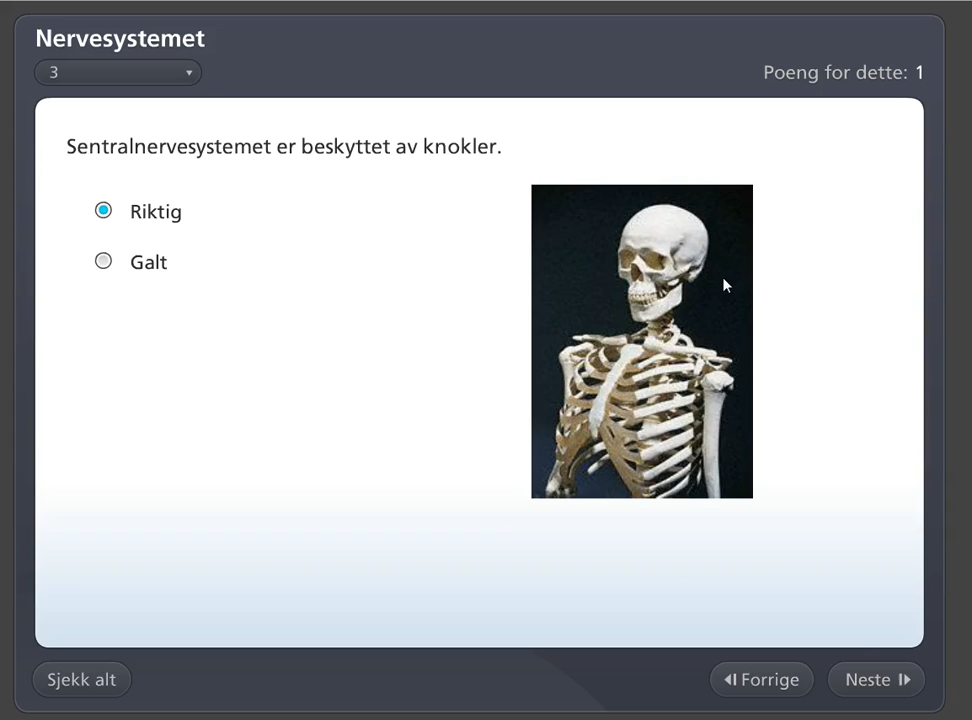 Nervesystemet
3
Poeng for dette: 1
Sentralnervesystemet er beskyttet av knokler.
Riktig
Galt
Sjekk alt
Forrige
Neste